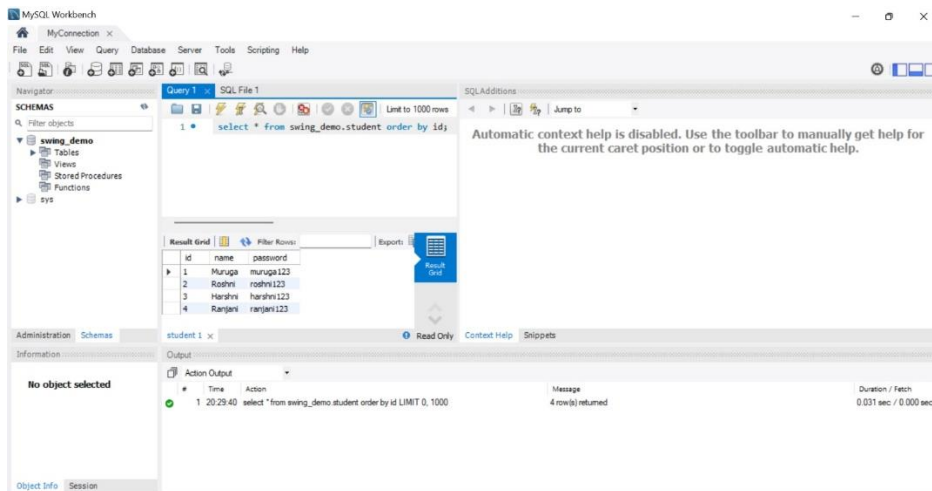 MySQL Workbench
MyConnection
File Edit View Query Database Server Tools Scripting Help
Navigator
SCHEMAS
Filter objects
swing_demo
Tables
Views
Stored Procedures
Functions
sys
Administration Schemas
Query 1 SQL File 1
Limit to 1000 rows
1 select * from swing_demo.student order by id;
Result Grid Filter Rows: Export:
id name password
1 Muruga muruga123
2 Roshni roshni123
3 Harshni harshni123
4 Ranjani ranjani123
Result
Grid
student 1 Read Only
SQLAdditions
Jump to
Automatic context help is disabled. Use the toolbar to manually get help for
the current caret position or to toggle automatic help.
Context Help Snippets
Information
No object selected
Object Info Session
Output
Action Output
# Time Action Message Duration / Fetch
1 20:29:40 select * from swing_demo.student order by id LIMIT 0, 1000 4 row(s) returned 0.031 sec / 0.000 sec